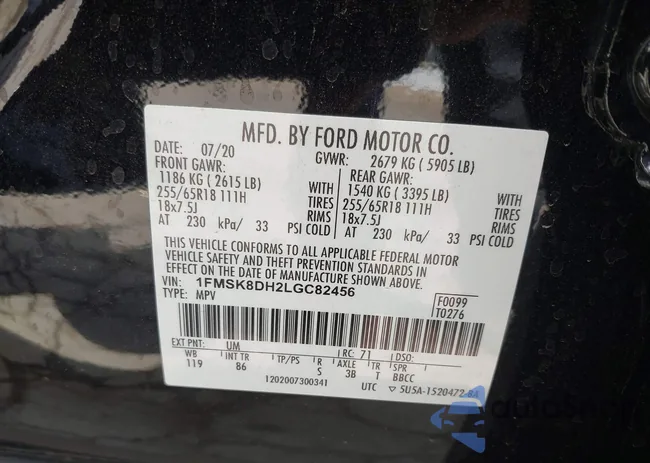 MFD. BY FORD MOTOR CO.
DATE: 07/20 GVWR: 2679 KG ( 5905 LB)
FRONT GAWR: REAR GAWR:
1186 KG ( 2615 LB) WITH 1540 KG ( 3395 LB) WITH
255/65R18 111H TIRES 255/65R18 111H TIRES
18x7.5J RIMS 18x7.5J RIMS
AT 230 kPa/ 33 PSI COLD AT 230 kPa/ 33 PSI COLD
THIS VEHICLE CONFORMS TO ALL APPLICABLE FEDERAL MOTOR
VEHICLE SAFETY AND THEFT PREVENTION STANDARDS IN
EFFECT ON THE DATE OF MANUFACTURE SHOWN ABOVE.
VIN: 1FMSK8DH2LGC82456
TYPE: MPV
F0099
T0276
EXT PNT: UM RC: 71 DSO:
WB INT TR TP/PS R AXLE TR SPR
119 86 S 3B T BBCC
1202007300341 UTC ▽ 5U5A-1520472-